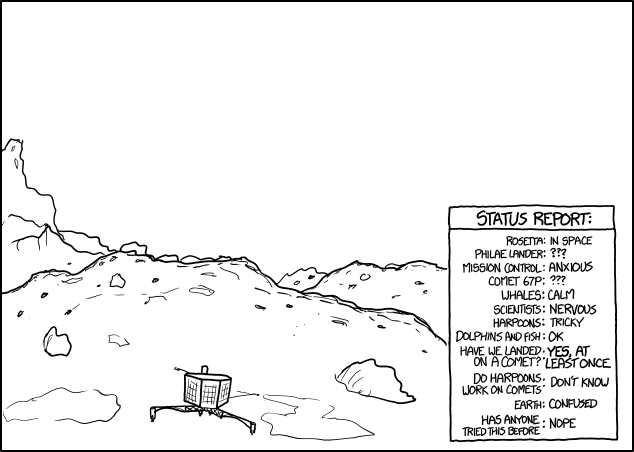 STATUS REPORT:
ROSETTA: IN SPACE
PHILAE LANDER: ???
MISSION CONTROL: ANXIOUS
COMET 67P: ???
WHALES: CALM
SCIENTISTS: NERVOUS
HARPOONS: TRICKY
DOLPHINS AND FISH: OK
HAVE WE LANDED ON A COMET?: YES, AT LEAST ONCE.
DO HARPOONS WORK ON COMETS: DON'T KNOW
EARTH: CONFUSED
HAS ANYONE TRIED THIS BEFORE: NOPE